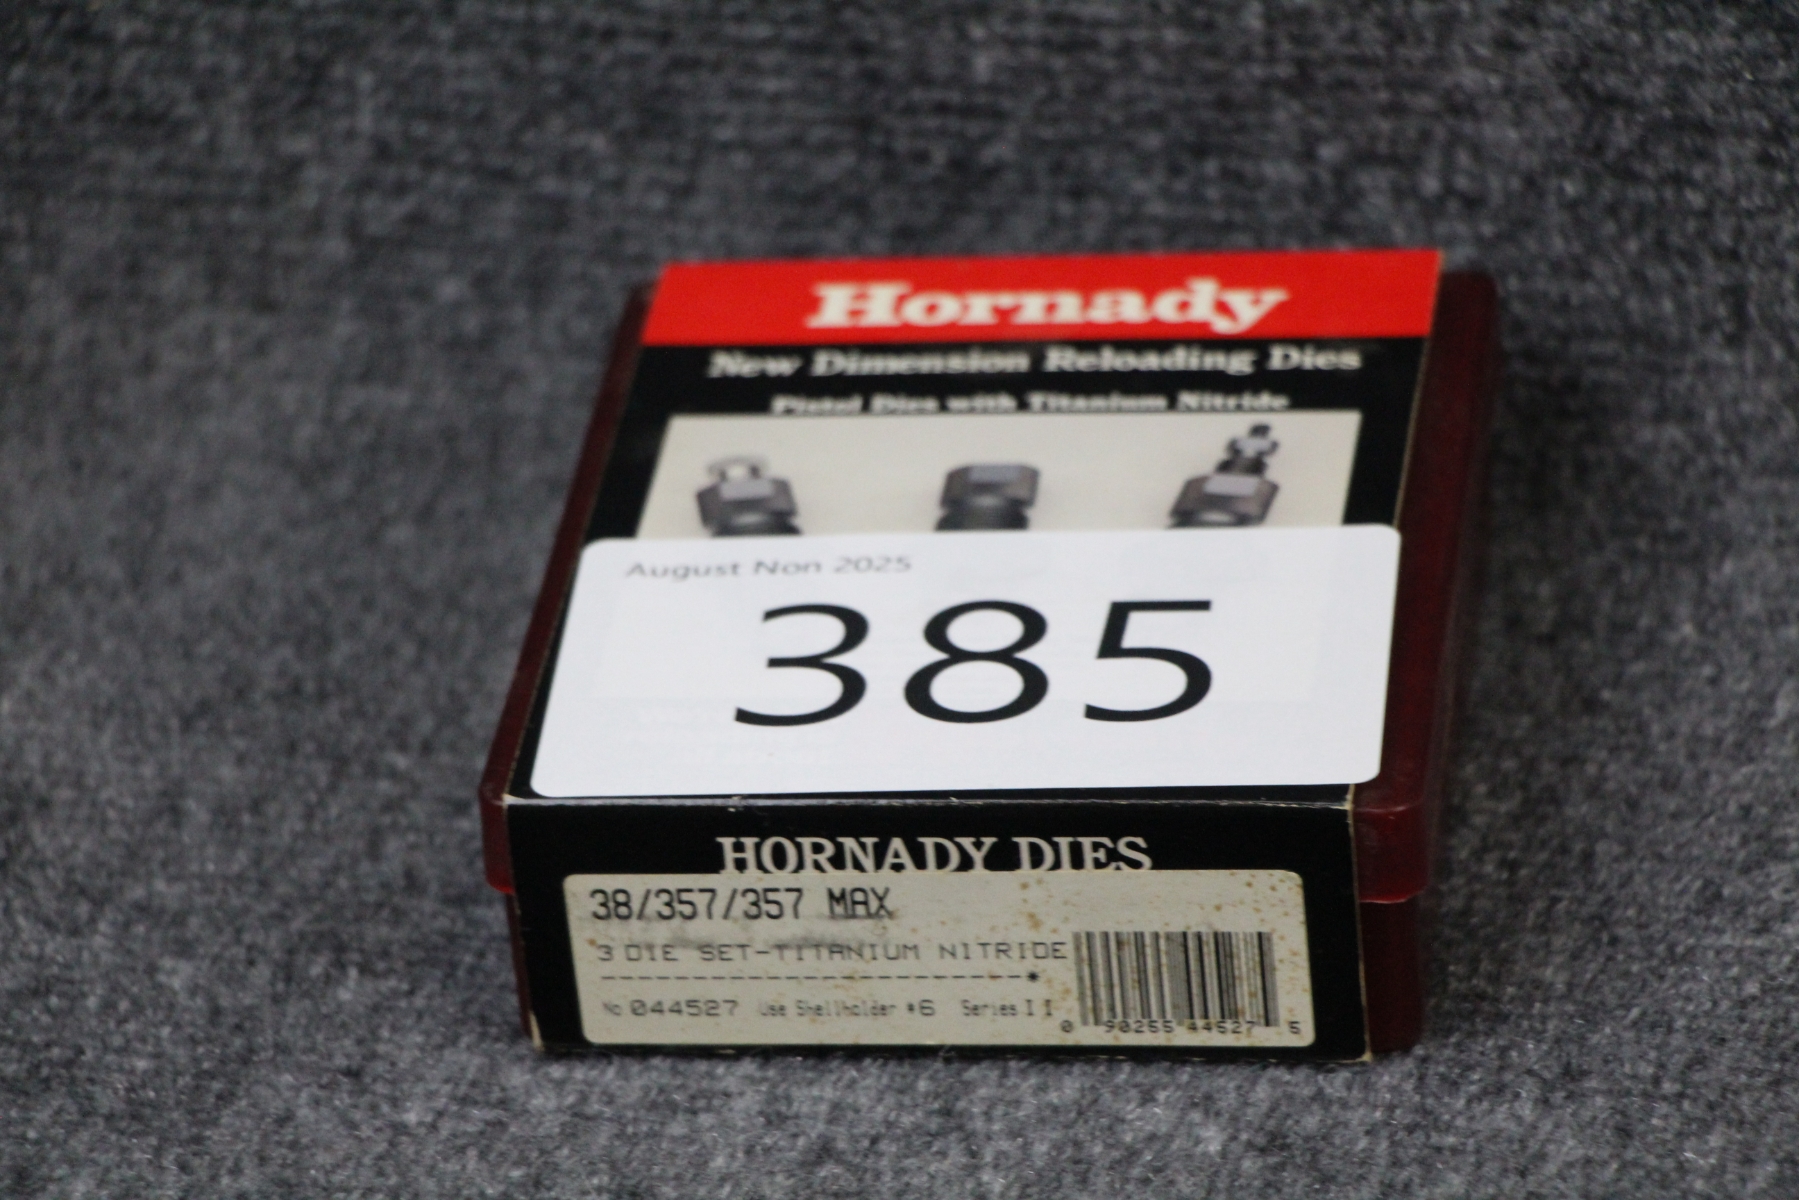 Hornady
New Dimension Reloading Dies
Pistol Dies with Titanium Nitride
August Non 2025
385
HORNADY DIES
38/357/357 MAX
3 DIE SET-TITANIUM NITRIDE
No 044527 Use Shellholder #6 Series II
0 90255 44527 5